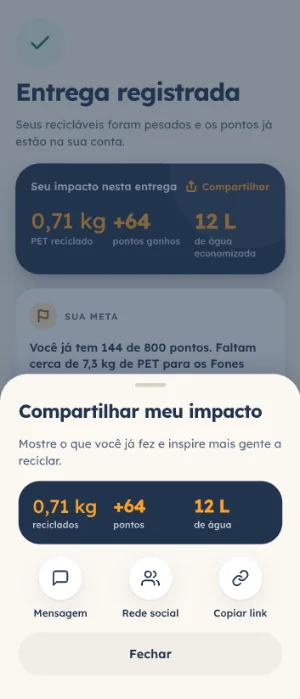 Entrega registrada
Seus recicláveis foram pesados e os pontos já
estão na sua conta.
Seu impacto nesta entrega
Compartilhar
0,71 kg +64 12 L
PET reciclado pontos ganhos de água
economizada
SUA META
Você já tem 144 de 800 pontos. Faltam
cerca de 7,3 kg de PET para os Fones
Compartilhar meu impacto
Mostre o que você já fez e inspire mais gente a
reciclar.
0,71 kg +64 12 L
reciclados pontos de água
Mensagem Rede social Copiar link
Fechar